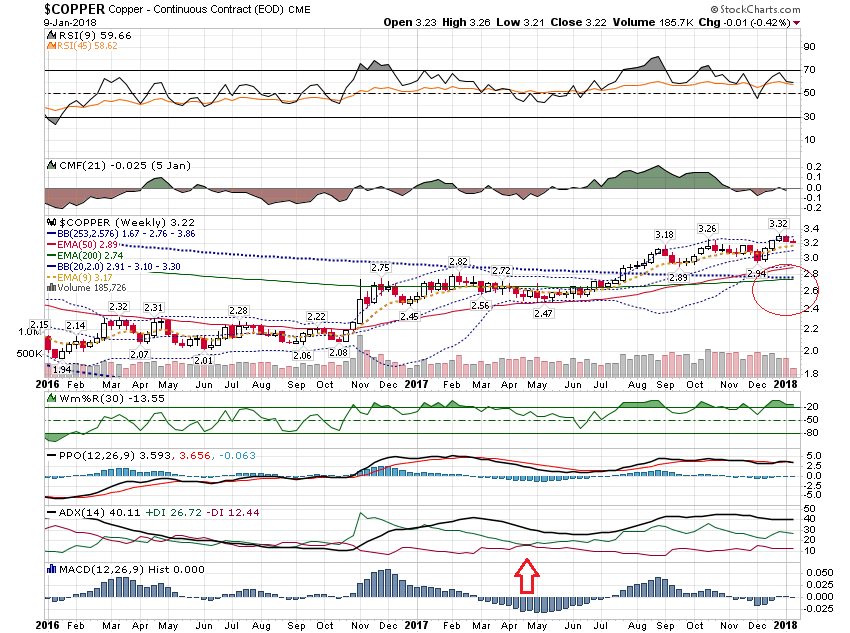 $COPPER Copper - Continuous Contract (EOD) CME © StockCharts.com
9-Jan-2018 Open 3.23 High 3.26 Low 3.21 Close 3.22 Volume 185.7K Chg -0.01 (-0.42%)
RSI(9) 59.66
RSI(45) 58.62
90
70
50
30
10
CMF(21) -0.025 (5 Jan)
0.2
0.1
0.0
-0.1
-0.2
$COPPER (Weekly) 3.22
BB(253,2.576) 1.67 - 2.76 - 3.86
EMA(50) 2.89
EMA(200) 2.74
BB(20,2.0) 2.91 - 3.10 - 3.30
EMA(9) 3.17
Volume 185,726
3.18 3.26 3.32
2.75 2.82 2.72 2.89 2.94
2.15 2.14 2.32 2.31 2.28 2.22 2.45 2.56 2.47
1.94 2.07 2.01 2.06 2.08
3.4
3.2
3.0
2.8
2.6
2.4
2.2
2.0
1.8
1.0M
500K
2016 Feb Mar Apr May Jun Jul Aug Sep Oct Nov Dec 2017 Feb Mar Apr May Jun Jul Aug Sep Oct Nov Dec 2018
Wm%R(30) -13.55
-20
-50
-80
PPO(12,26,9) 3.593, 3.656, -0.063
5.0
2.5
0.0
-2.5
-5.0
ADX(14) 40.11 +DI 26.72 -DI 12.44
50
40
30
20
10
MACD(12,26,9) Hist 0.000
0.050
0.025
0.000
-0.025
2016 Feb Mar Apr May Jun Jul Aug Sep Oct Nov Dec 2017 Feb Mar Apr May Jun Jul Aug Sep Oct Nov Dec 2018